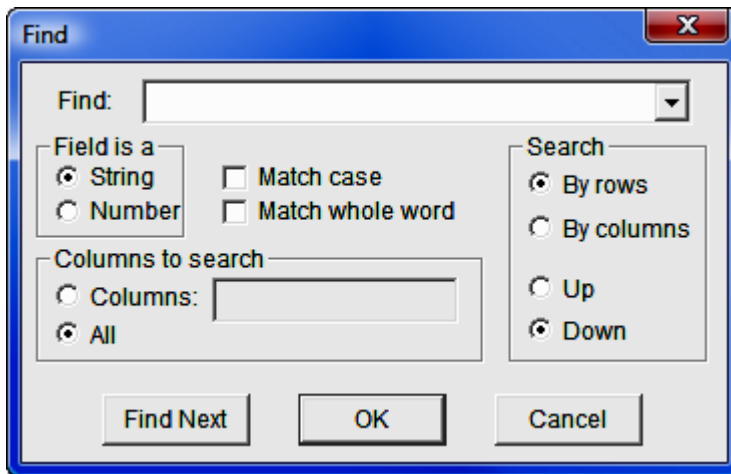 Find
Find:
Field is a
String
Number
Match case
Match whole word
Search
By rows
By columns
Up
Down
Columns to search
Columns:
All
Find Next
OK
Cancel